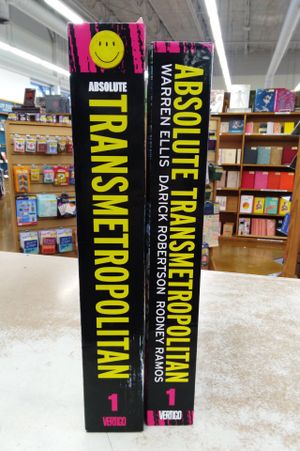 ABSOLUTE
TRANSMETROPOLITAN
1
VERTIGO
ABSOLUTE TRANSMETROPOLITAN
WARREN ELLIS DARICK ROBERTSON RODNEY RAMOS
1
VERTIGO